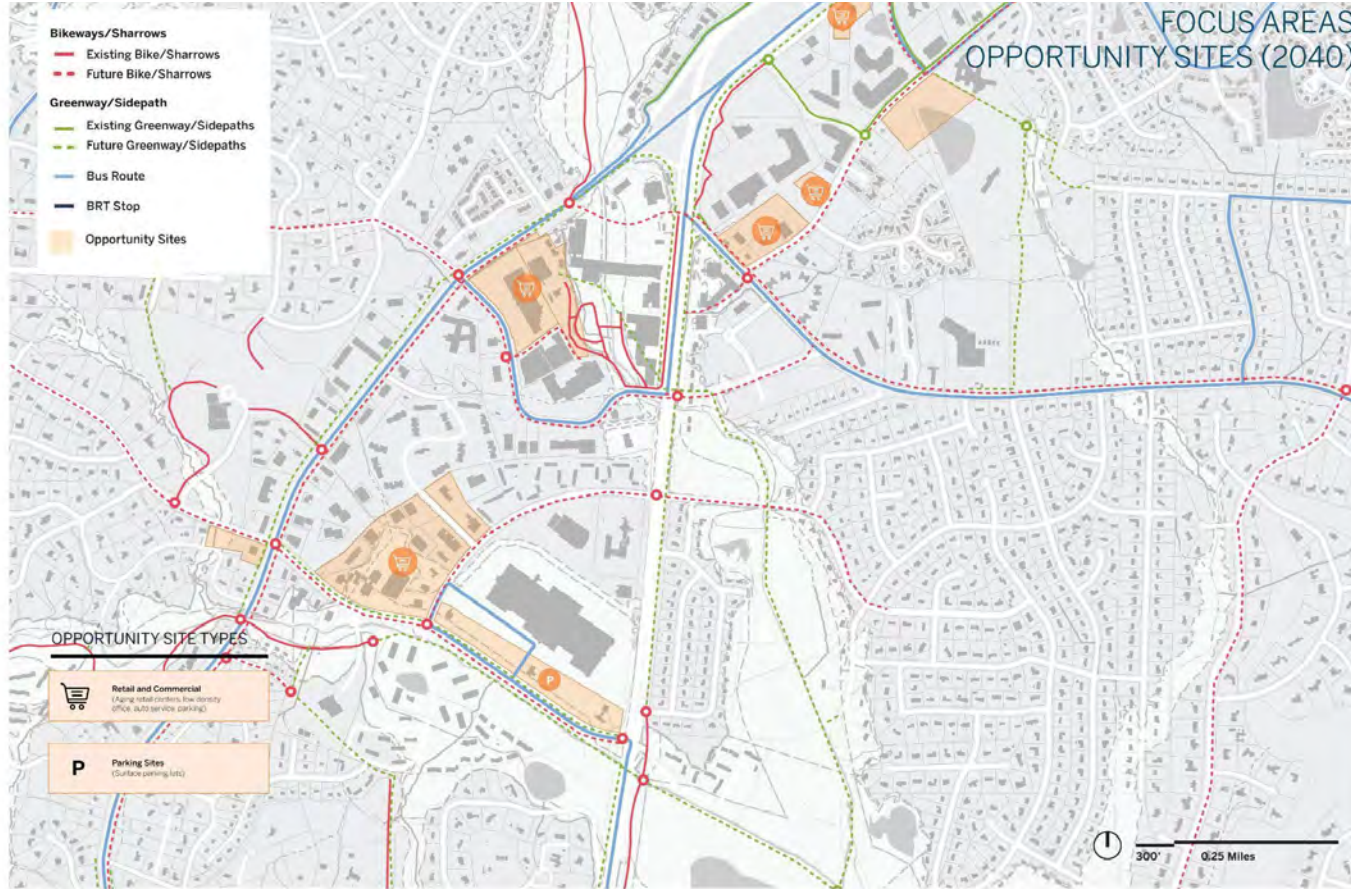 FOCUS AREAS
OPPORTUNITY SITES (2040)
Bikeways/Sharrows
Existing Bike/Sharrows
Future Bike/Sharrows
Greenway/Sidepath
Existing Greenway/Sidepaths
Future Greenway/Sidepaths
Bus Route
BRT Stop
Opportunity Sites
P
OPPORTUNITY SITE TYPES
Retail and Commercial
(Aging retail centers, low density
office, auto service, parking)
P
Parking Sites
(Surface parking lots)
300'
0.25 Miles